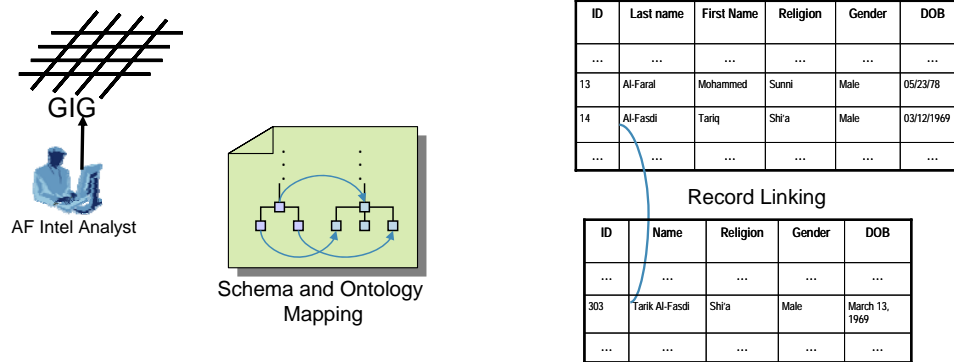 GIG
AF Intel Analyst
Schema and Ontology
Mapping
ID Last name First Name Religion Gender DOB
... ... ... ... ... ...
13 Al-Faral Mohammed Sunni Male 05/23/78
14 Al-Fasdi Tariq Shi'a Male 03/12/1969
... ... ... ... ... ...
Record Linking
ID Name Religion Gender DOB
... ... ... ... ...
303 Tarik Al-Fasdi Shi'a Male March 13,
1969
... ... ... ... ...